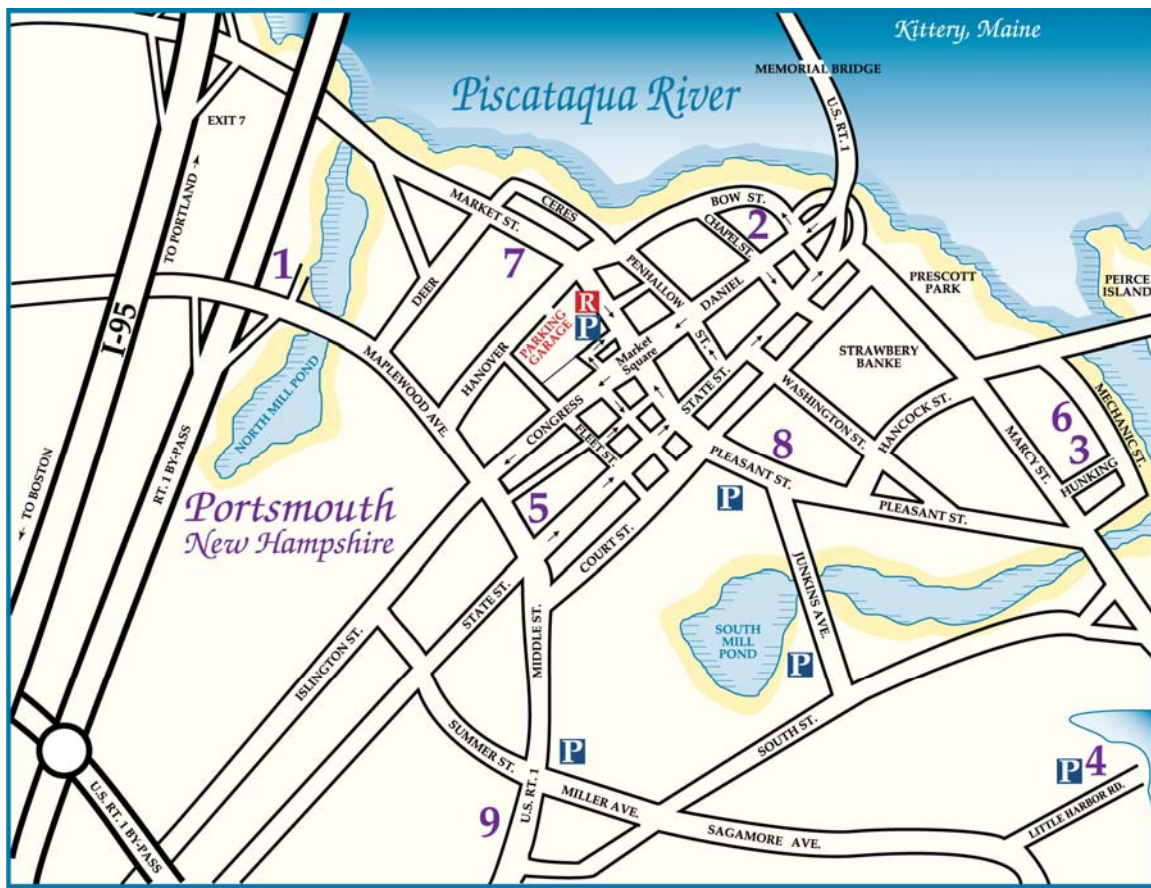 Kittery, Maine
MEMORIAL BRIDGE
Piscataqua River
U.S. RT. 1
EXIT 7
TO PORTLAND
MARKET ST.
CERES
BOW ST.
CHAPEL ST.
2
1
7
PENHALLOW
ST.
DANIEL
PRESCOTT
PARK
PEIRCE
ISLAND
DEER
R
P
PARKING
GARAGE
I-95
HANOVER
Market
Square
STRAWBERY
BANKE
MAPLEWOOD AVE.
NORTH MILL POND
CONGRESS
STATE ST.
WASHINGTON ST.
HANCOCK ST.
MECHANIC ST.
6
3
MARCY ST.
HUNKING
FLEET ST.
8
RT. 1 BY-PASS
TO BOSTON
PLEASANT ST.
P
PLEASANT ST.
Portsmouth
New Hampshire
5
COURT ST.
JUNKINS AVE.
STATE ST.
MIDDLE ST.
SOUTH
MILL
POND
ISLINGTON ST.
P
SOUTH ST.
SUMMER ST.
P
P
4
U.S. RT. 1
MILLER AVE.
LITTLE HARBOR RD.
9
SAGAMORE AVE.
U.S. RT. 1 BY-PASS